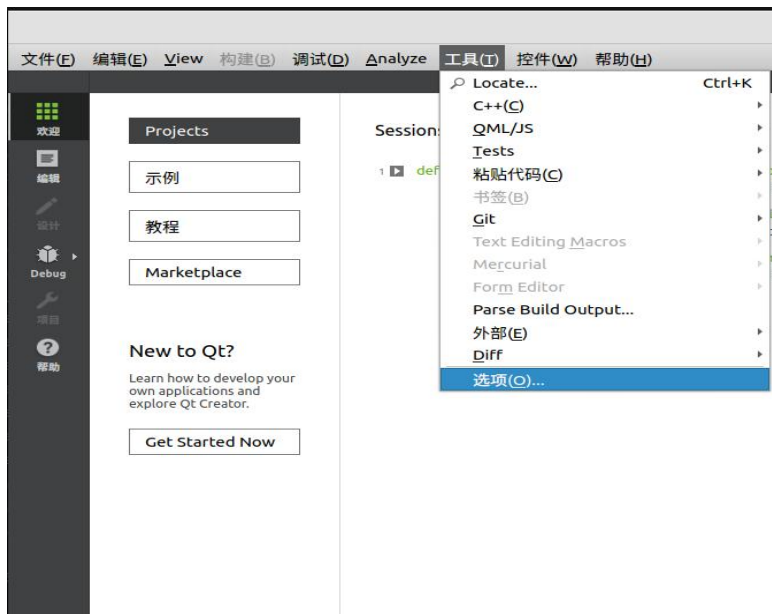 文件(F) 编辑(E) View 构建(B) 调试(D) Analyze 工具(T) 控件(W) 帮助(H)
欢迎
编辑
设计
Debug
项目
帮助
Projects
示例
教程
Marketplace
New to Qt?
Learn how to develop your
own applications and
explore Qt Creator.
Get Started Now
Session
1 def
Locate... Ctrl+K
C++(C)
QML/JS
Tests
粘贴代码(C)
书签(B)
Git
Text Editing Macros
Mercurial
Form Editor
Parse Build Output...
外部(E)
Diff
选项(O)...